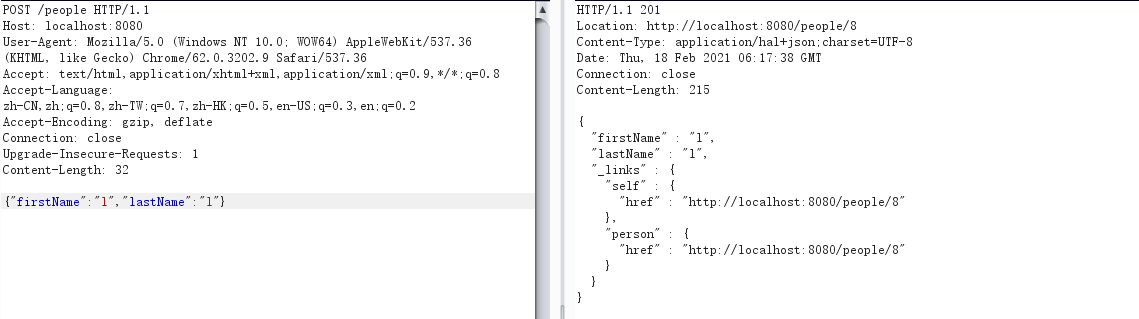 POST /people HTTP/1.1
Host: localhost:8080
User-Agent: Mozilla/5.0 (Windows NT 10.0; WOW64) AppleWebKit/537.36
(KHTML, like Gecko) Chrome/62.0.3202.9 Safari/537.36
Accept: text/html,application/xhtml+xml,application/xml;q=0.9,*/*;q=0.8
Accept-Language:
zh-CN,zh;q=0.8,zh-TW;q=0.7,zh-HK;q=0.5,en-US;q=0.3,en;q=0.2
Accept-Encoding: gzip, deflate
Connection: close
Upgrade-Insecure-Requests: 1
Content-Length: 32
{"firstName":"l","lastName":"l"}
HTTP/1.1 201
Location: http://localhost:8080/people/8
Content-Type: application/hal+json;charset=UTF-8
Date: Thu, 18 Feb 2021 06:17:38 GMT
Connection: close
Content-Length: 215
{
"firstName" : "l",
"lastName" : "l",
"_links" : {
"self" : {
"href" : "http://localhost:8080/people/8"
},
"person" : {
"href" : "http://localhost:8080/people/8"
}
}
}